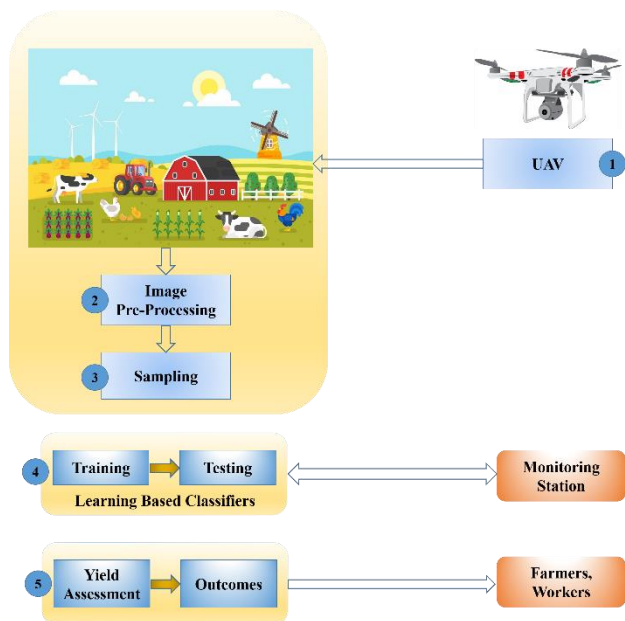 UAV
1
2
Image
Pre-Processing
3
Sampling
4
Training
Testing
Learning Based Classifiers
Monitoring
Station
5
Yield
Assessment
Outcomes
Farmers,
Workers